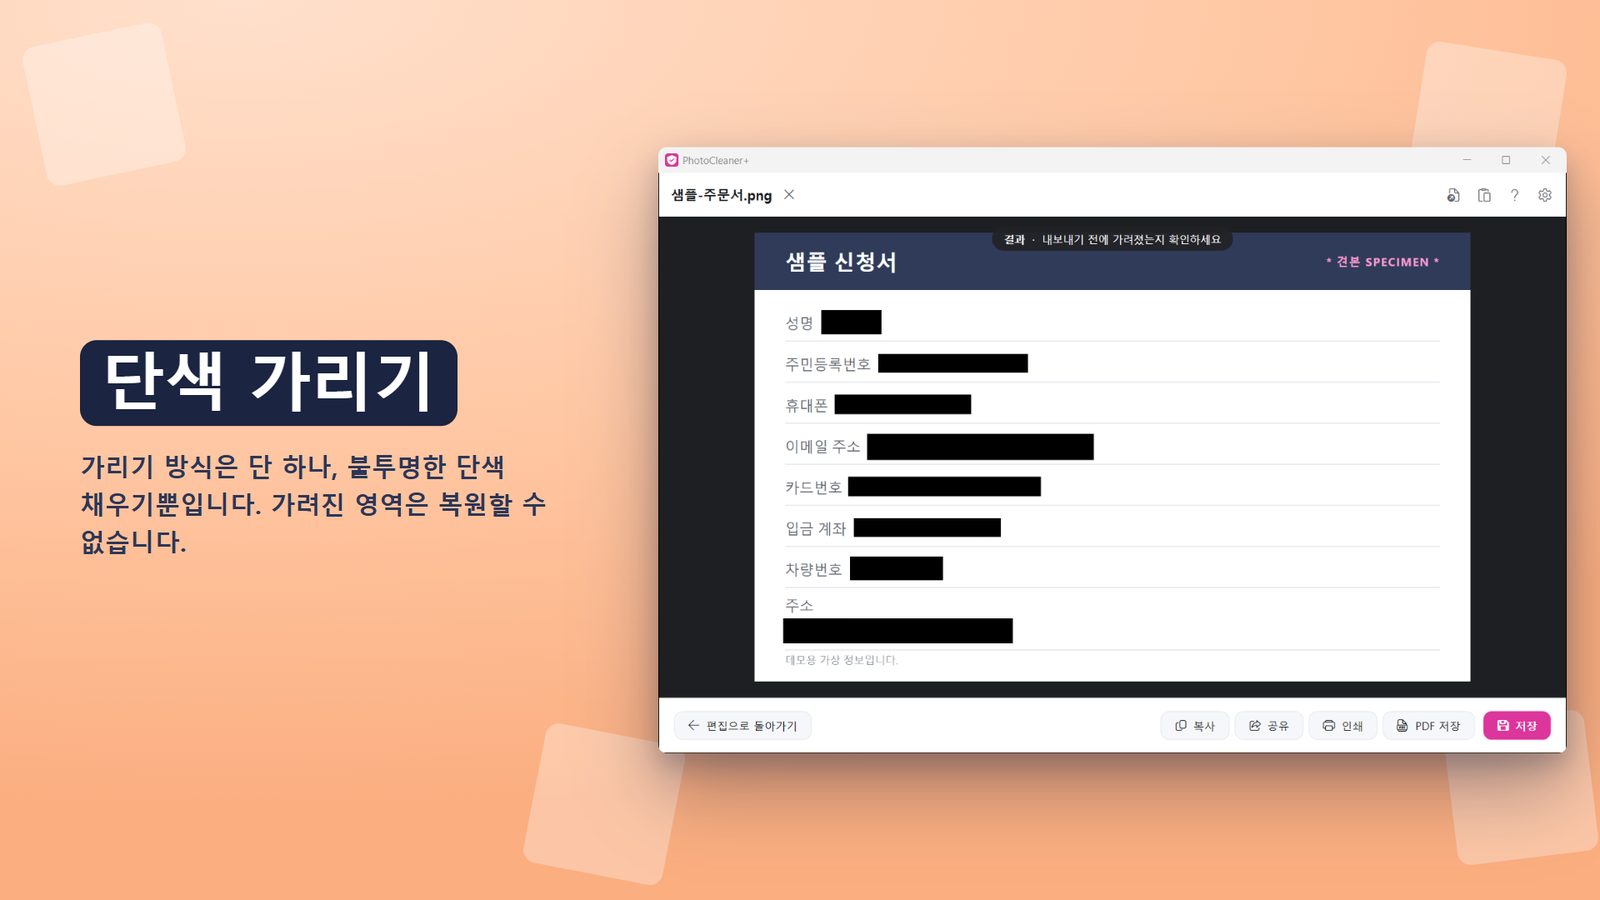 단색 가리기
가리기 방식은 단 하나, 불투명한 단색
채우기뿐입니다. 가려진 영역은 복원할 수
없습니다.
PhotoCleaner+
샘플-주문서.png
결과 · 내보내기 전에 가려졌는지 확인하세요
샘플 신청서
* 견본 SPECIMEN *
성명
주민등록번호
휴대폰
이메일 주소
카드번호
입금 계좌
차량번호
주소
데모용 가상 정보입니다.
편집으로 돌아가기
복사
공유
인쇄
PDF 저장
저장